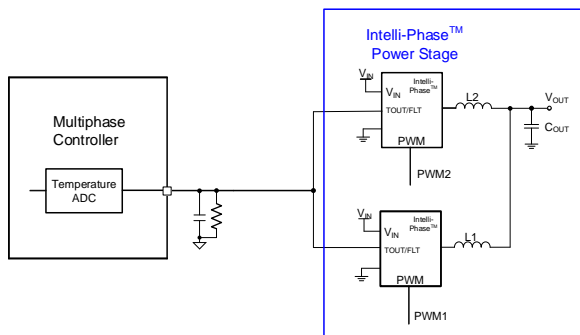 Intelli-Phase™
Power Stage
Multiphase
Controller
Temperature
ADC
VIN
VIN
Intelli-
Phase™
TOUT/FLT
PWM
PWM2
L2
VOUT
COUT
VIN
VIN
Intelli-
Phase™
TOUT/FLT
PWM
PWM1
L1